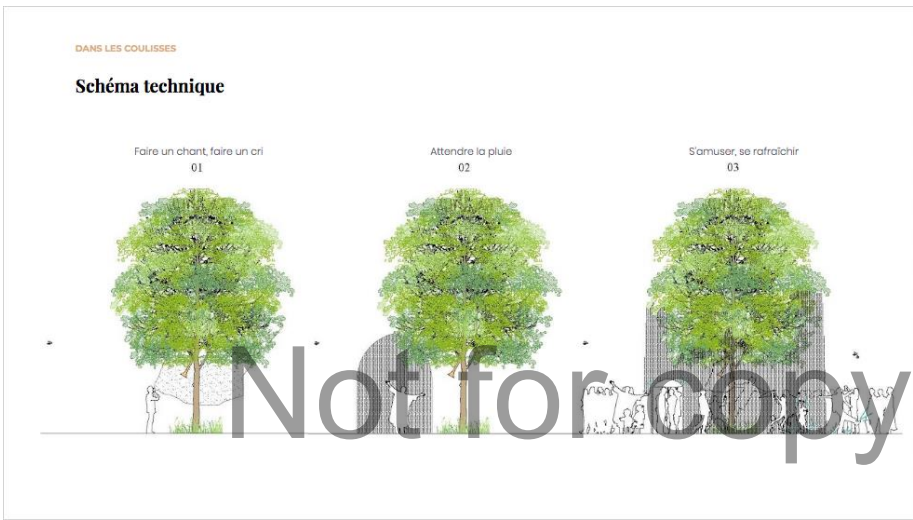 DANS LES COULISSES
Schéma technique
Faire un chant, faire un cri
01
Attendre la pluie
02
S'amuser, se rafraîchir
03
Not for copy